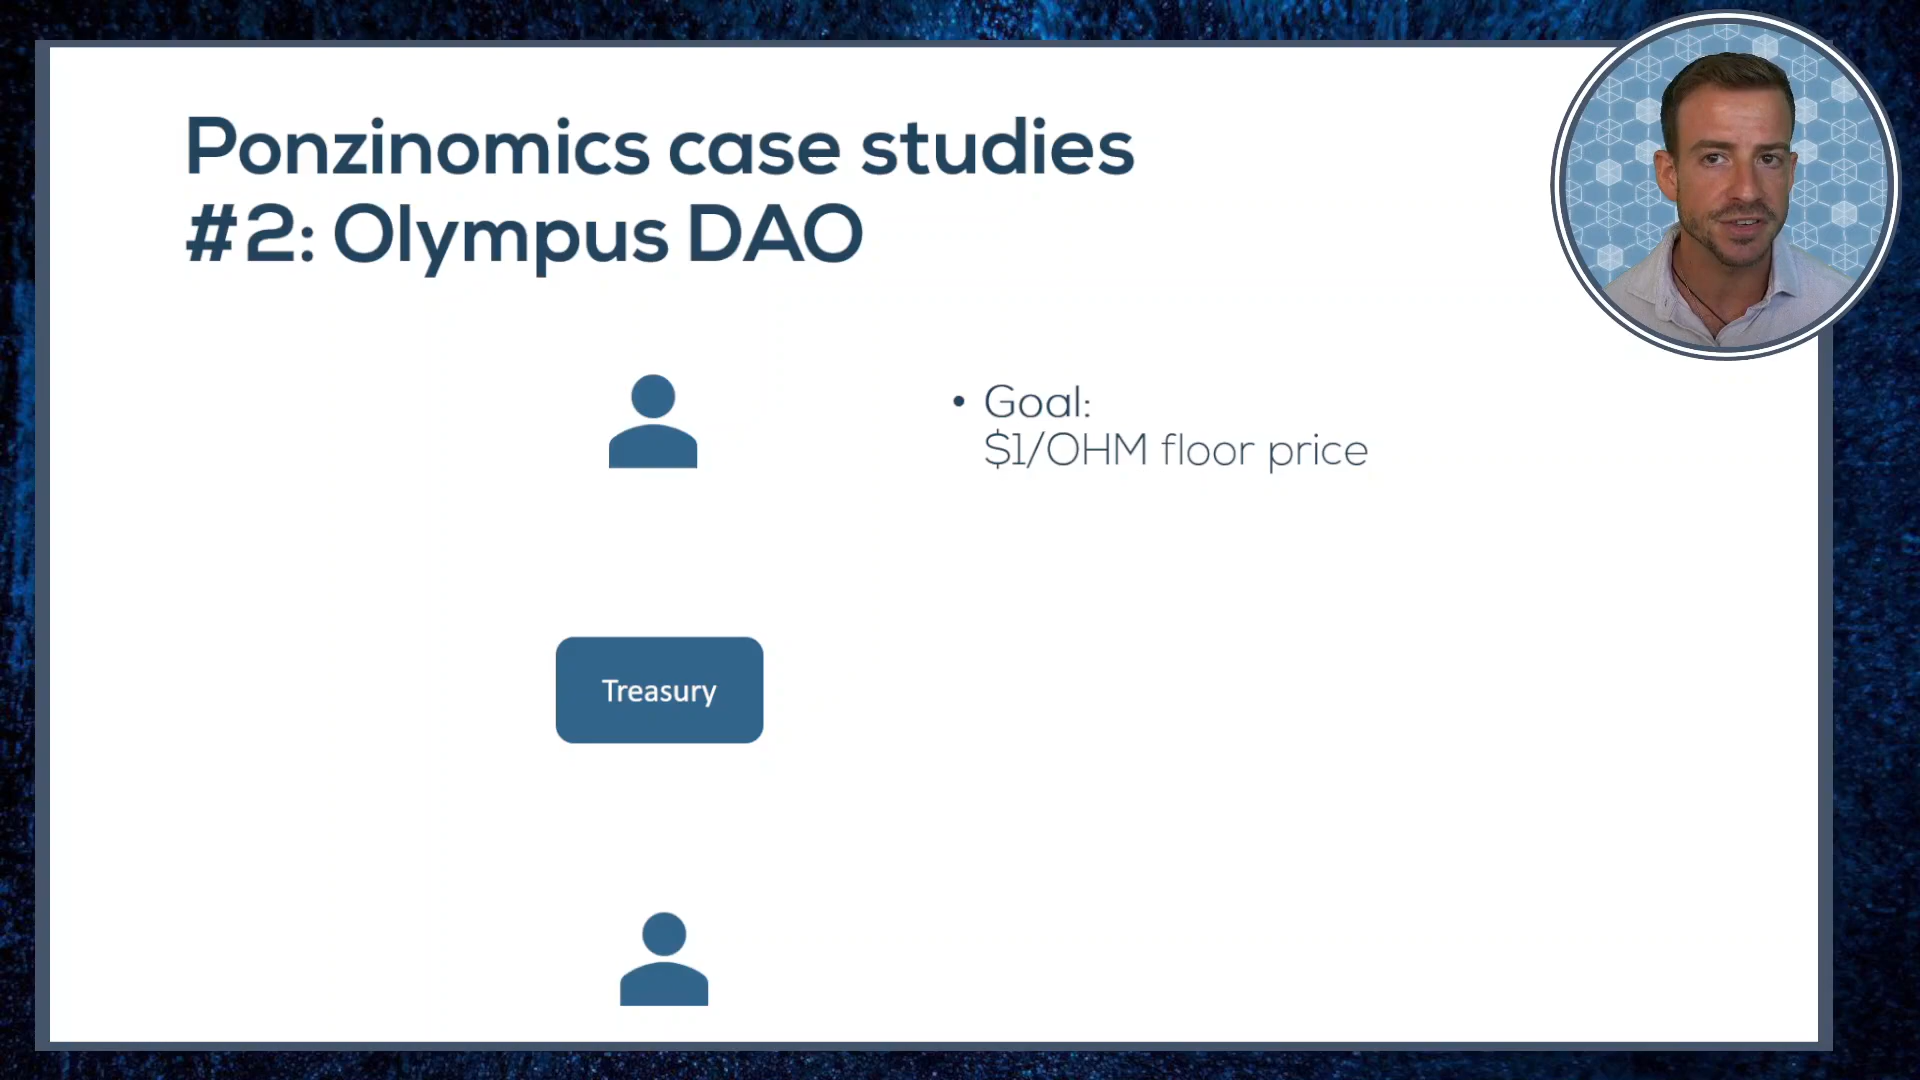 Ponzinomics case studies
#2: Olympus DAO
• Goal:
$1/OHM floor price
Treasury